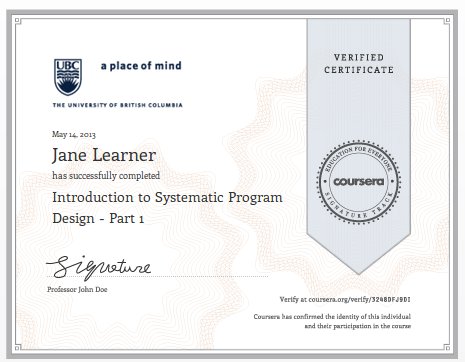 UBC
a place of mind
THE UNIVERSITY OF BRITISH COLUMBIA
VERIFIED
CERTIFICATE
May 14, 2013
Jane Learner
has successfully completed
Introduction to Systematic Program
Design - Part 1
EDUCATION FOR EVERYONE
coursera
SIGNATURE TRACK
Signature
Professor John Doe
Verify at coursera.org/verify/3248DFJ9DI
Coursera has confirmed the identity of this individual
and their participation in the course